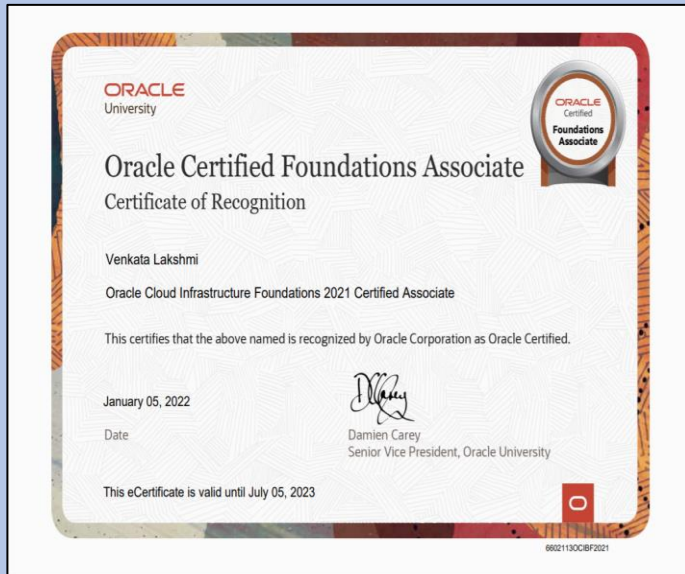 ORACLE
University
ORACLE
Certified
Foundations
Associate
Oracle Certified Foundations Associate
Certificate of Recognition
Venkata Lakshmi
Oracle Cloud Infrastructure Foundations 2021 Certified Associate
This certifies that the above named is recognized by Oracle Corporation as Oracle Certified.
January 05, 2022
Date
DCarey
Damien Carey
Senior Vice President, Oracle University
This eCertificate is valid until July 05, 2023
6602113OCIBF2021